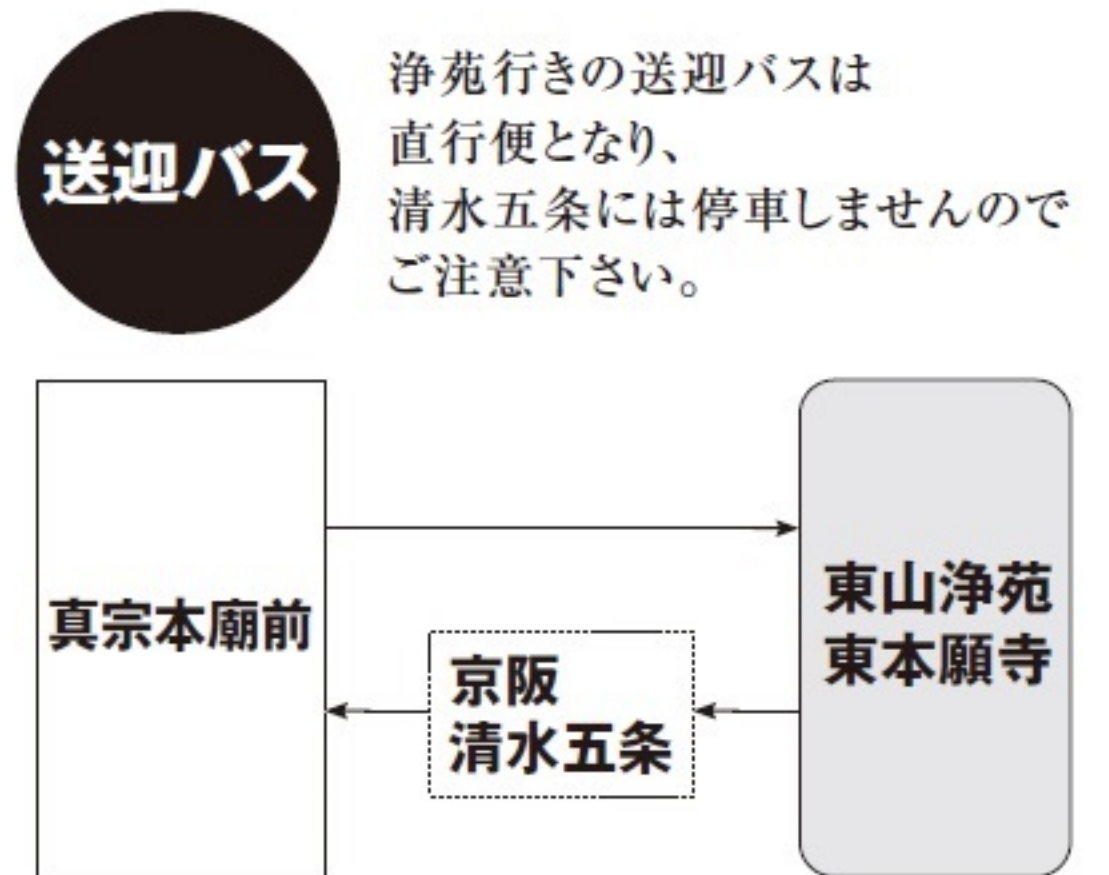 送迎バス
浄苑行きの送迎バスは
直行便となり、
清水五条には停車しませんので
ご注意下さい。
真宗本廟前
京阪
清水五条
東山浄苑
東本願寺